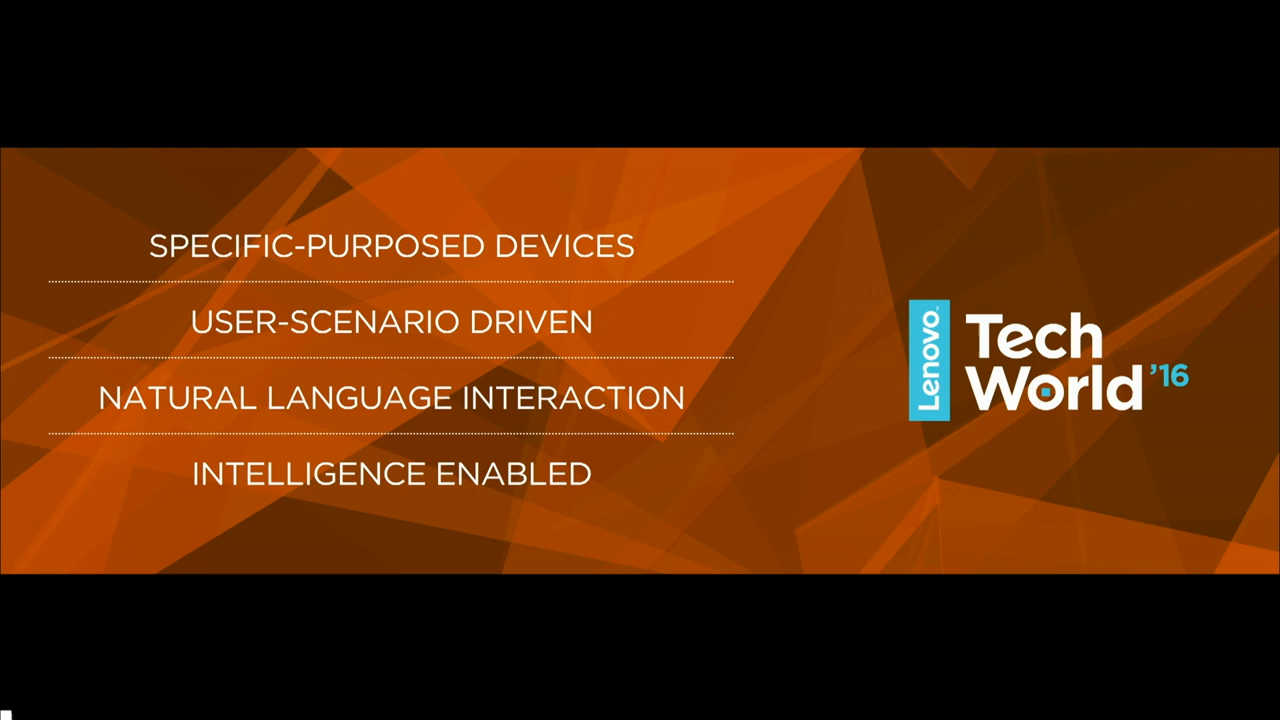 SPECIFIC-PURPOSED DEVICES
USER-SCENARIO DRIVEN
NATURAL LANGUAGE INTERACTION
INTELLIGENCE ENABLED
Lenovo
Tech
World '16